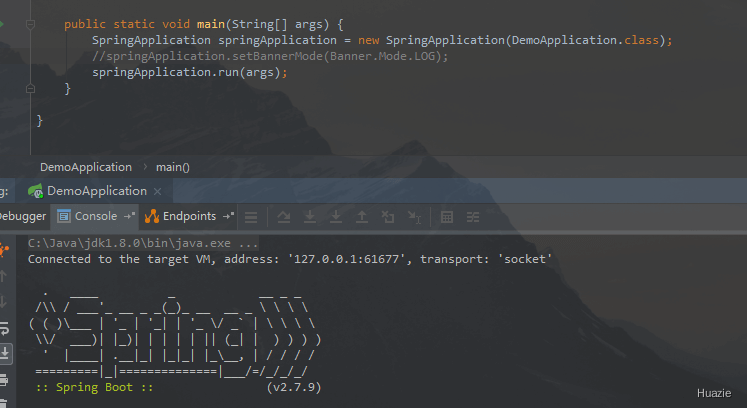 public static void main(String[] args) {
SpringApplication springApplication = new SpringApplication(DemoApplication.class);
//springApplication.setBannerMode(Banner.Mode.LOG);
springApplication.run(args);
}
}
DemoApplication > main()
g: DemoApplication ×
Debugger Console Endpoints
C:\Java\jdk1.8.0\bin\java.exe ...
Connected to the target VM, address: '127.0.0.1:61677', transport: 'socket'
  .   ____          _            __ _ _
 /\\ / ___'_ __ _ _(_)_ __  __ _ \ \ \ \
( ( )\___ | '_ | '_| | '_ \/ _` | \ \ \ \
 \\/  ___)| |_)| | | | | || (_| |  ) ) ) )
  '  |____| .__|_| |_|_| |_\__, | / / / /
 =========|_|==============|___/=/_/_/_/
 :: Spring Boot ::                (v2.7.9)
Huazie